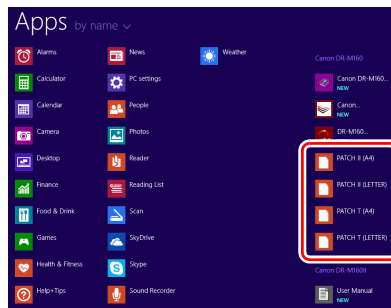 Apps by name
Alarms
Calculator
Calendar
Camera
Desktop
Finance
Food & Drink
Games
Health & Fitness
Help+Tips
News
PC settings
People
Photos
Reader
Reading List
Scan
SkyDrive
Skype
Sound Recorder
Weather
Canon DR-M160
Canon DR-M160...
NEW
Canon...
NEW
DR-M160...
PATCH II (A4)
PATCH II (LETTER)
PATCH T (A4)
PATCH T (LETTER)
Canon DR-M160II
User Manual
NEW